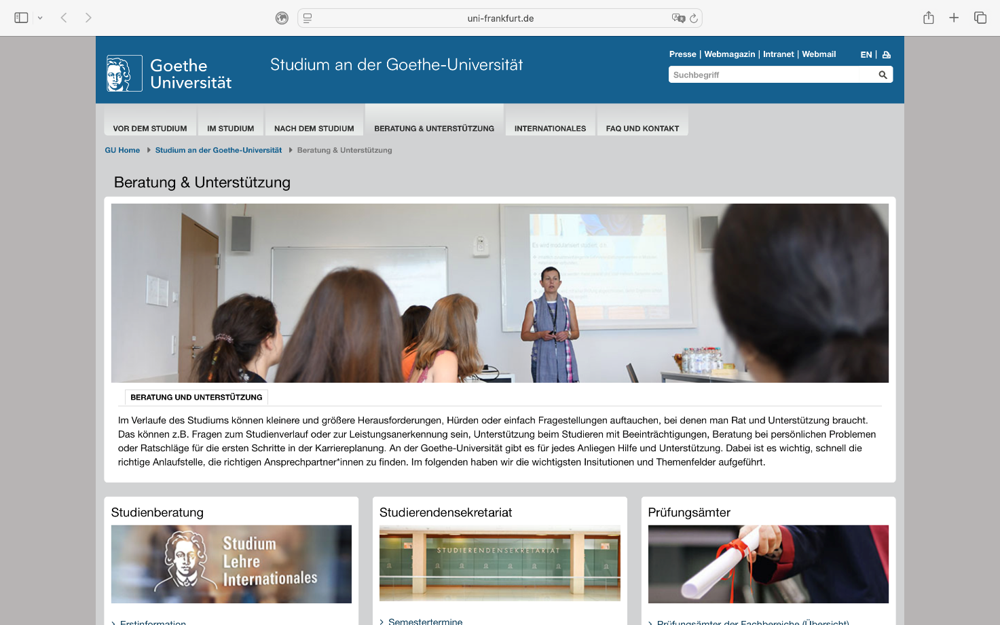 uni-frankfurt.de
Goethe
Universität
Studium an der Goethe-Universität
Presse | Webmagazin | Intranet | Webmail
EN |
Suchbegriff
VOR DEM STUDIUM
IM STUDIUM
NACH DEM STUDIUM
BERATUNG & UNTERSTÜTZUNG
INTERNATIONALES
FAQ UND KONTAKT
GU Home
Studium an der Goethe-Universität
Beratung & Unterstützung
Beratung & Unterstützung
Es wird modularisiert studiert, d.h.
BERATUNG UND UNTERSTÜTZUNG
Im Verlaufe des Studiums können kleinere und größere Herausforderungen, Hürden oder einfach Fragestellungen auftauchen, bei denen man Rat und Unterstützung braucht.
Das können z.B. Fragen zum Studienverlauf oder zur Leistungsanerkennung sein, Unterstützung beim Studieren mit Beeinträchtigungen, Beratung bei persönlichen Problemen
oder Ratschläge für die ersten Schritte in der Karriereplanung. An der Goethe-Universität gibt es für jedes Anliegen Hilfe und Unterstützung. Dabei ist es wichtig, schnell die
richtige Anlaufstelle, die richtigen Ansprechpartner*innen zu finden. Im folgenden haben wir die wichtigsten Insitutionen und Themenfelder aufgeführt.
Studienberatung
Studium
Lehre
Internationales
> Erstinformation
Studierendensekretariat
STUDIERENDENSEKRETARIAT
> Semestertermine
Prüfungsämter
> Prüfungsämter der Fachbereiche (Übersicht)